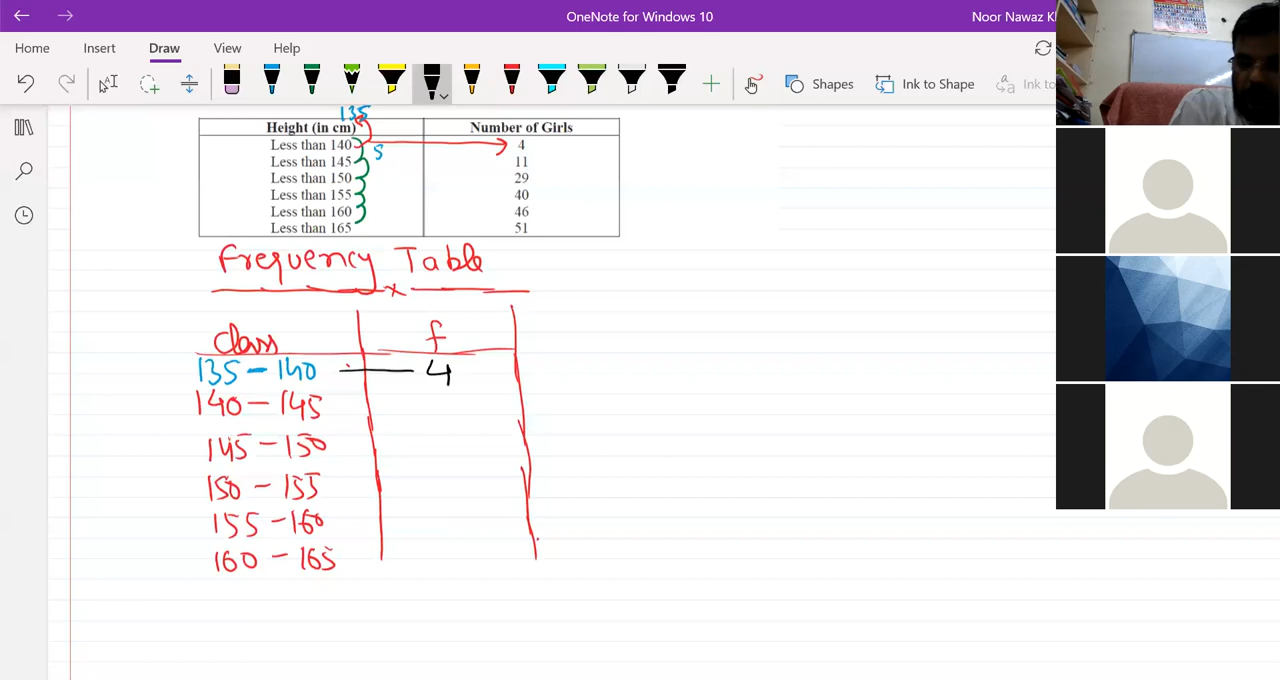 OneNote for Windows 10
Noor Nawaz Kh
Home Insert Draw View Help
Shapes Ink to Shape Ink to
135
Height (in cm) Number of Girls
Less than 140 4
5
Less than 145 11
Less than 150 29
Less than 155 40
Less than 160 46
Less than 165 51
Frequency Table
Class f
135 - 140 4
140 - 145
145 - 150
150 - 155
155 - 160
160 - 165